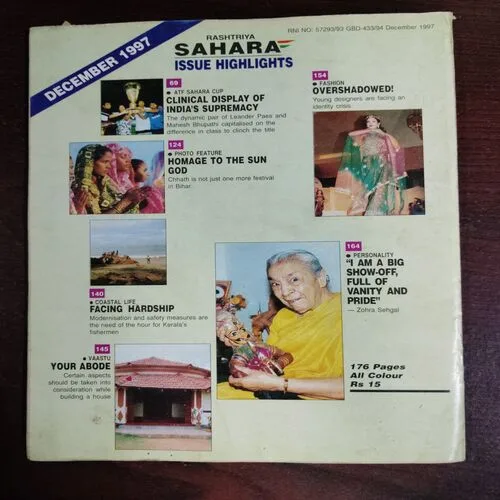 RNI NO: 57293/93 GBD-433/94 December 1997
DECEMBER 1997
RASHTRIYA
SAHARA
ISSUE HIGHLIGHTS
69
● ATF SAHARA CUP
CLINICAL DISPLAY OF
INDIA'S SUPREMACY
The dynamic pair of Leander Paes and
Mahesh Bhupathi capitalised on the
difference in class to clinch the title
124
● PHOTO FEATURE
HOMAGE TO THE SUN
GOD
Chhath is not just one more festival
in Bihar.
140
● COASTAL LIFE
FACING HARDSHIP
Modernisation and safety measures are
the need of the hour for Kerala's
fishermen
145
● VAASTU
YOUR ABODE
Certain aspects
should be taken into
consideration while
building a house
154
● FASHION
OVERSHADOWED!
Young designers are facing an
identity crisis
164
● PERSONALITY
"I AM A BIG
SHOW-OFF,
FULL OF
VANITY AND
PRIDE"
— Zohra Sehgal
176 Pages
All Colour
Rs 15